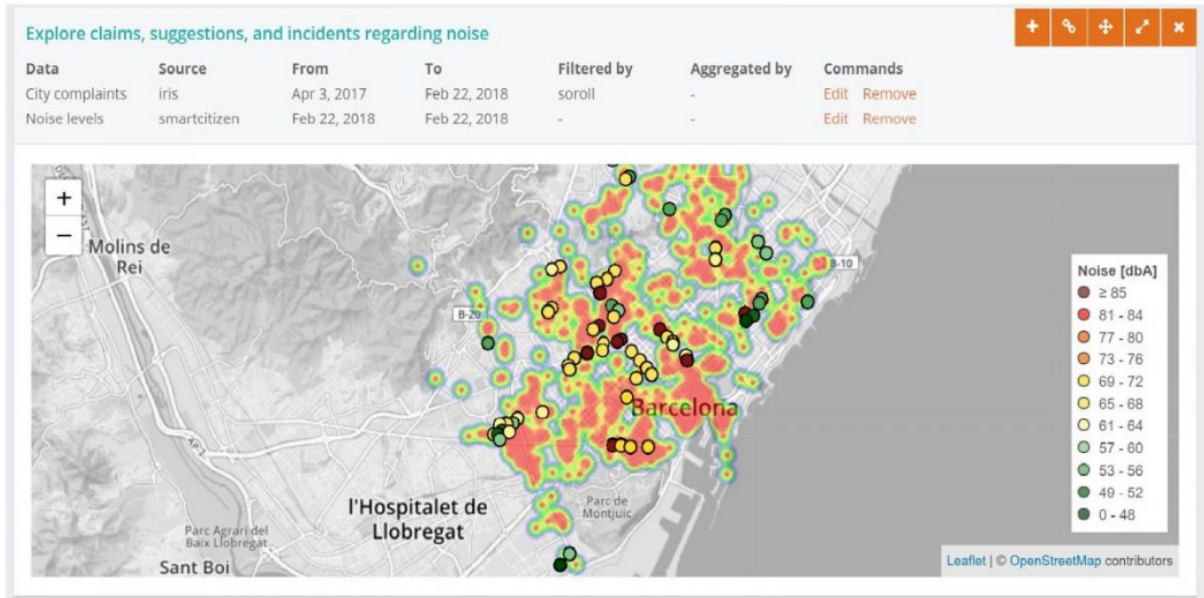 Explore claims, suggestions, and incidents regarding noise
Data Source From To Filtered by Aggregated by Commands
City complaints iris Apr 3, 2017 Feb 22, 2018 soroll - Edit Remove
Noise levels smartcitizen Feb 22, 2018 Feb 22, 2018 - - Edit Remove
+
−
Molins de
Rei
B-10
B-20
Noise [dbA]
≥ 85
81 - 84
77 - 80
73 - 76
69 - 72
65 - 68
61 - 64
57 - 60
53 - 56
49 - 52
0 - 48
Barcelona
AP-2
l'Hospitalet de
Llobregat
Parc de
Montjuïc
Parc Agrari del
Baix Llobregat
Sant Boi
Leaflet | © OpenStreetMap contributors